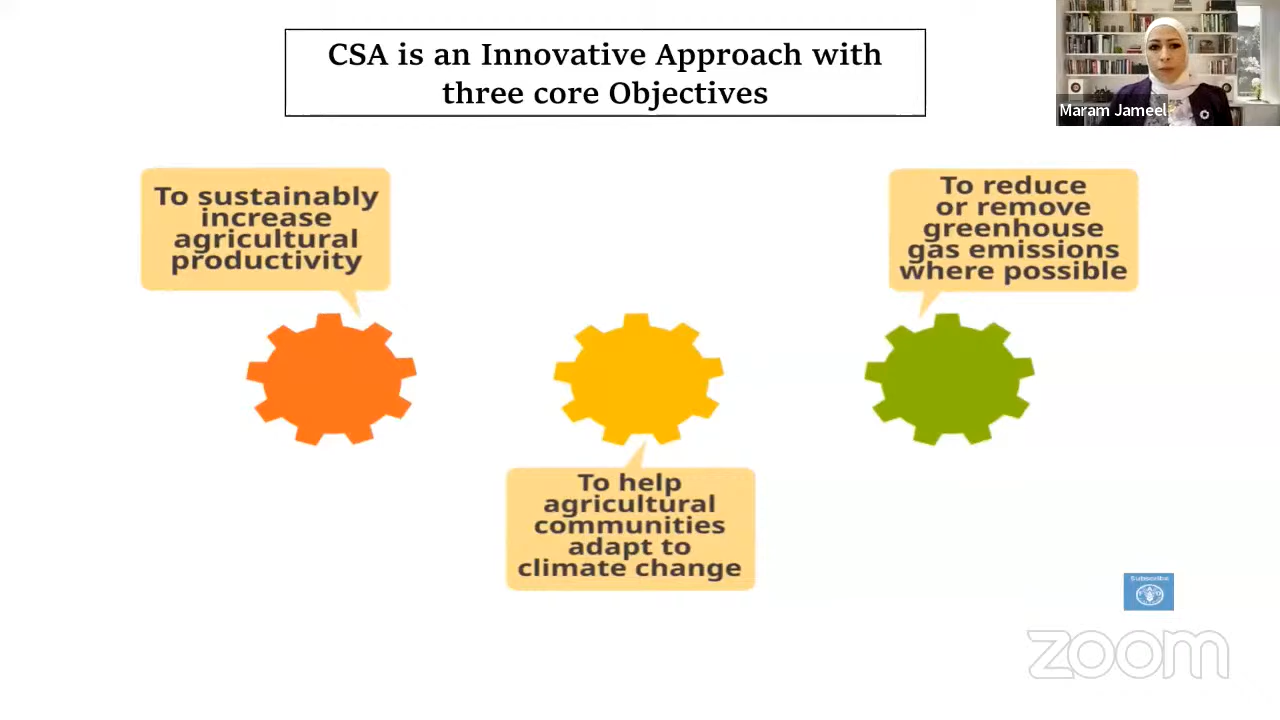 CSA is an Innovative Approach with
three core Objectives
Maram Jameel
To sustainably
increase
agricultural
productivity
To reduce
or remove
greenhouse
gas emissions
where possible
To help
agricultural
communities
adapt to
climate change
Subscribe
zoom